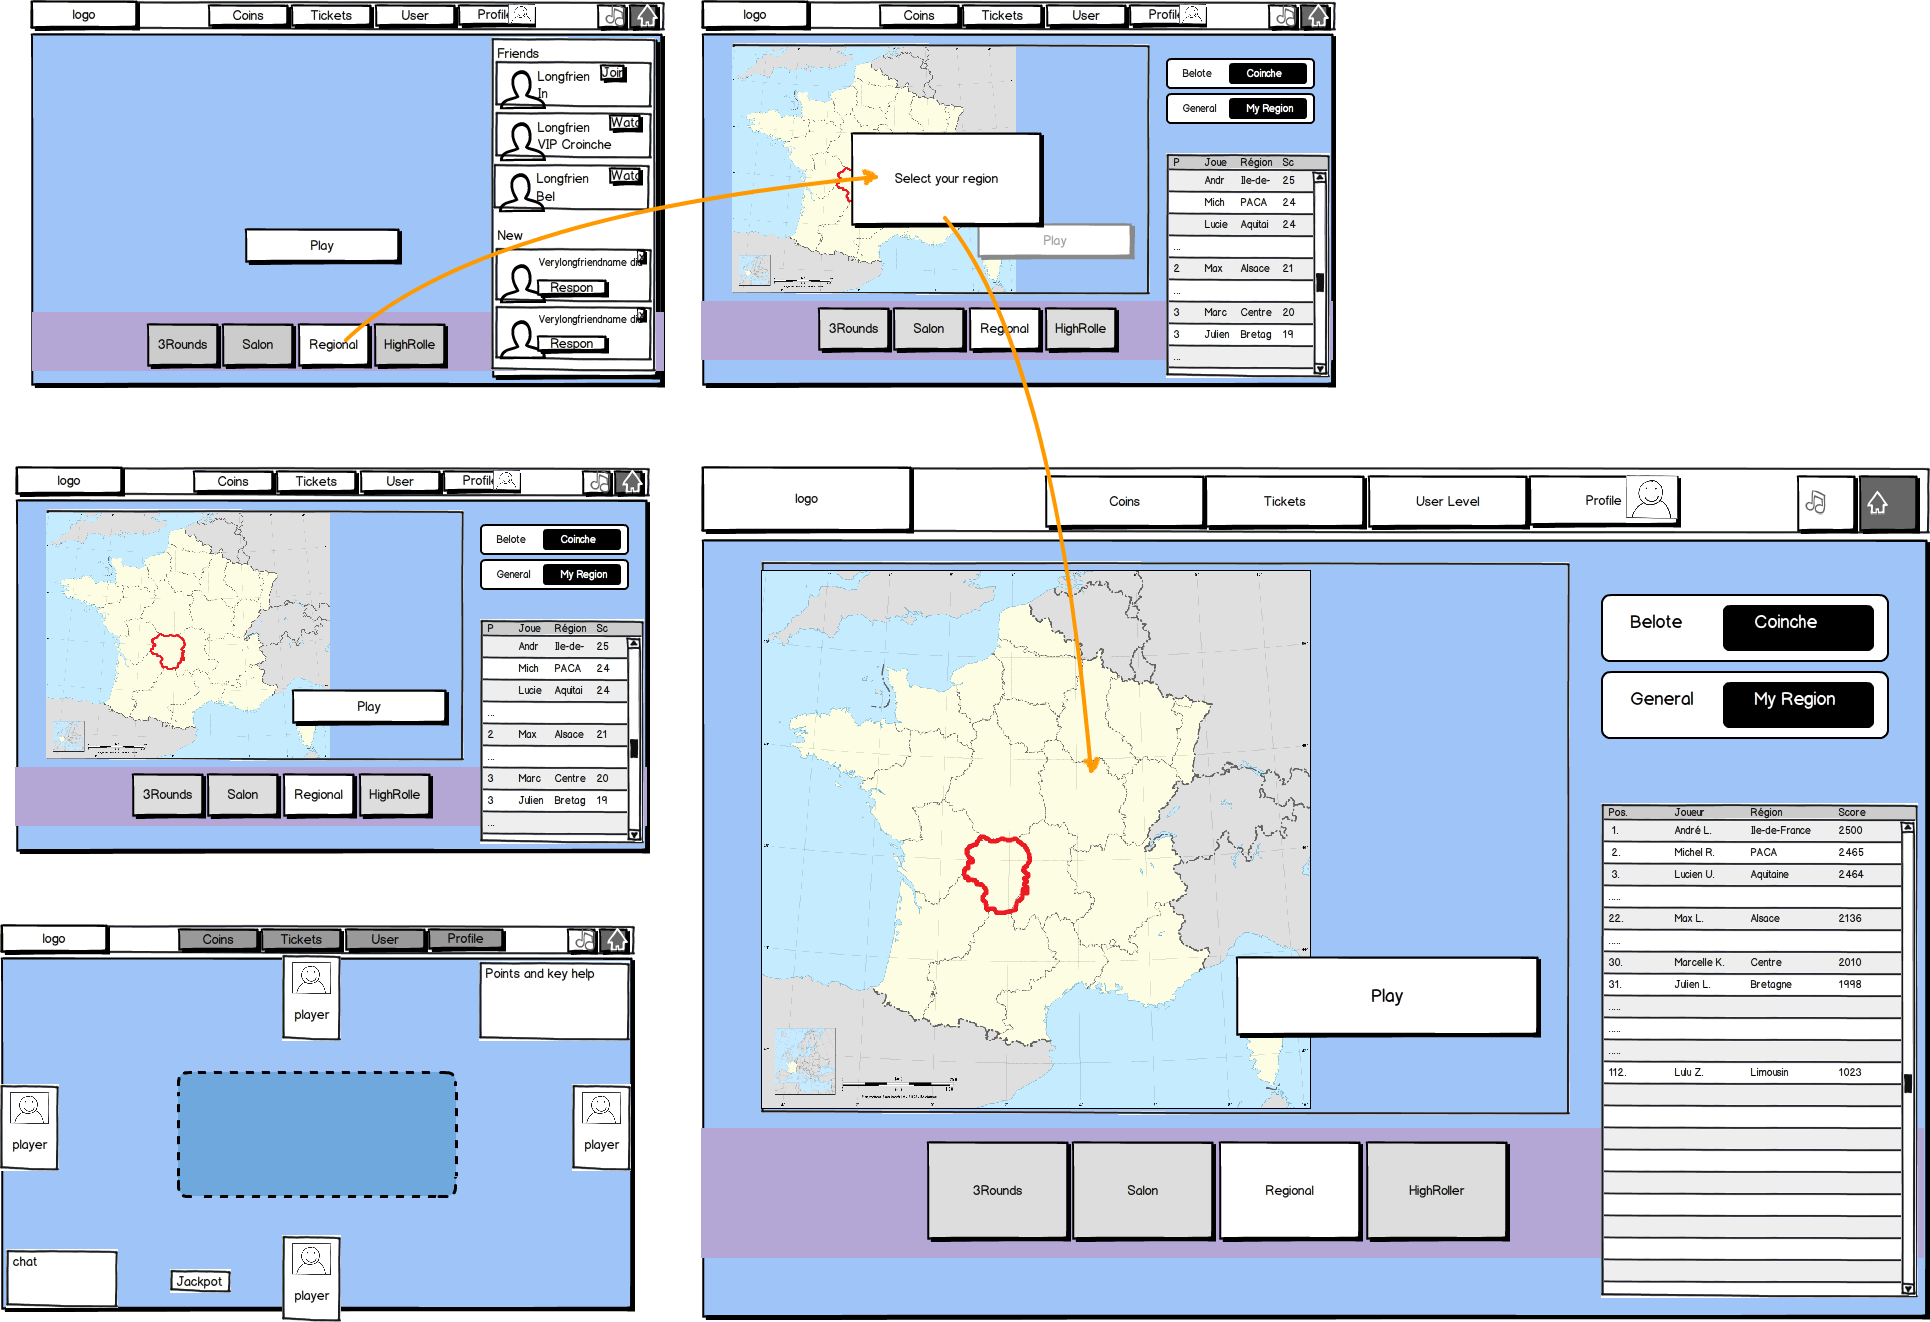 logo
Coins
Tickets
User
Profil
Friends
Longfrien
Join
In
Longfrien
Watc
VIP Croinche
Longfrien
Watc
Bel
New
Verylongfriendname did
Respon
Verylongfriendname did
Respon
Play
3Rounds
Salon
Regional
HighRolle
logo
Coins
Tickets
User
Profil
Belote
Coinche
General
My Region
Select your region
Play
P Joue Région Sc
Andr Ile-de- 25
Mich PACA 24
Lucie Aquitai 24
...
2 Max Alsace 21
...
3 Marc Centre 20
3 Julien Bretag 19
...
3Rounds
Salon
Regional
HighRolle
logo
Coins
Tickets
User
Profil
Belote
Coinche
General
My Region
Play
P Joue Région Sc
Andr Ile-de- 25
Mich PACA 24
Lucie Aquitai 24
...
2 Max Alsace 21
...
3 Marc Centre 20
3 Julien Bretag 19
...
3Rounds
Salon
Regional
HighRolle
logo
Coins
Tickets
User Level
Profile
Belote
Coinche
General
My Region
Play
Pos. Joueur Région Score
1. André L. Ile-de-France 2500
2. Michel R. PACA 2465
3. Lucien U. Aquitaine 2464
.....
22. Max L. Alsace 2136
.....
30. Marcelle K. Centre 2010
31. Julien L. Bretagne 1998
.....
.....
.....
112. Lulu Z. Limousin 1023
3Rounds
Salon
Regional
HighRoller
logo
Coins
Tickets
User
Profile
player
Points and key help
player
player
chat
Jackpot
player